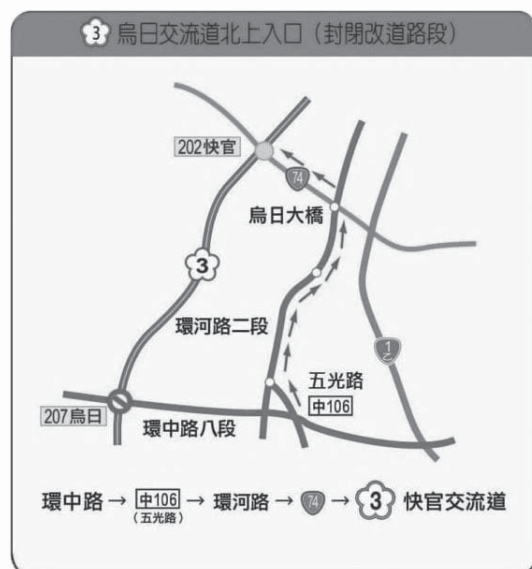 3 烏日交流道北上入口（封閉改道路段）
202快官
74
烏日大橋
3
環河路二段
1乙
五光路
中106
207烏日
環中路八段
環中路 → 中106 → 環河路 → 74 → 3 快官交流道
（五光路）